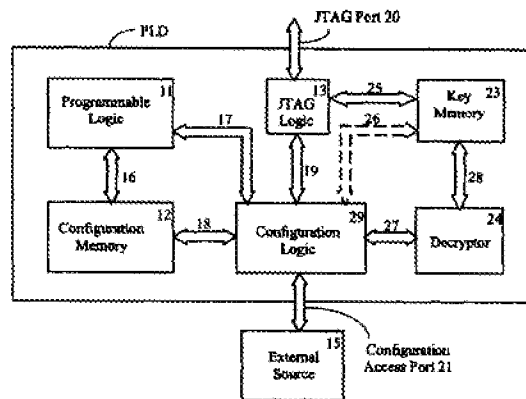 PLD
JTAG Port 20
11
Programmable
Logic
13
JTAG
Logic
25
23
Key
Memory
17
26
16
19
28
12
Configuration
Memory
18
29
Configuration
Logic
27
24
Decryptor
15
External
Source
Configuration
Access Port 21